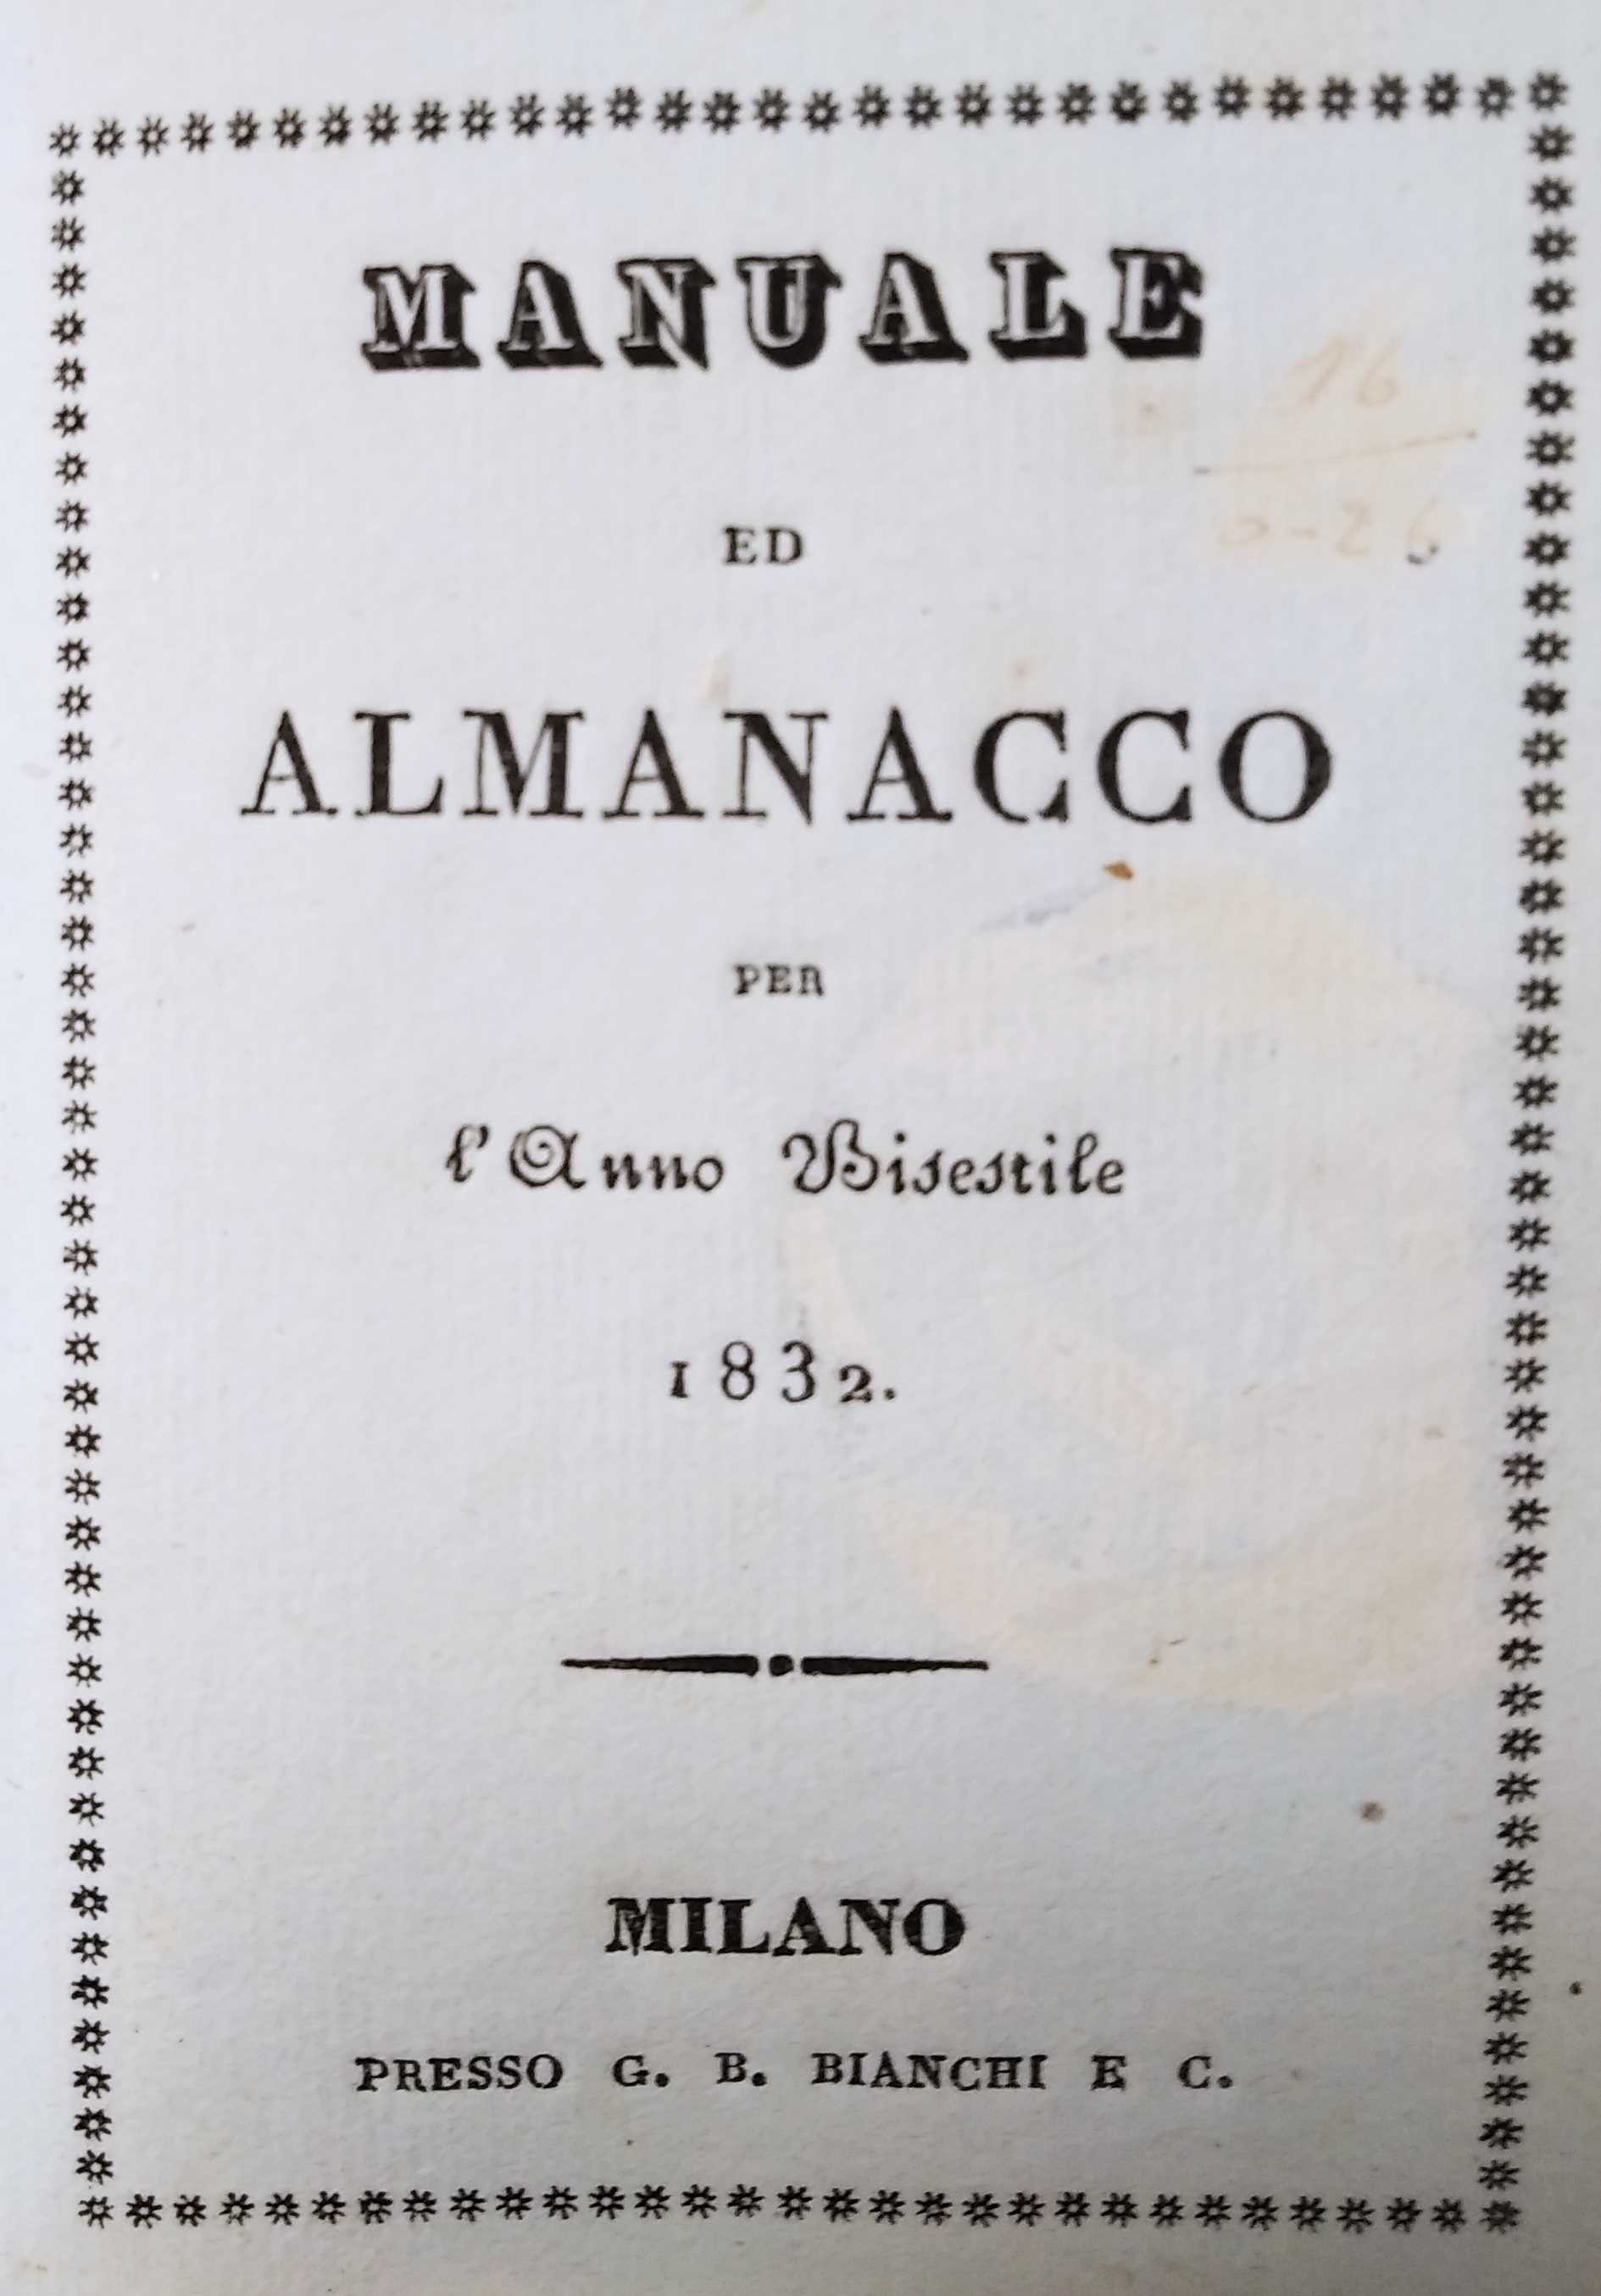 MANUALE
ED
ALMANACCO
PER
l'Anno Bisestile
1832.
MILANO
PRESSO G. B. BIANCHI E C.